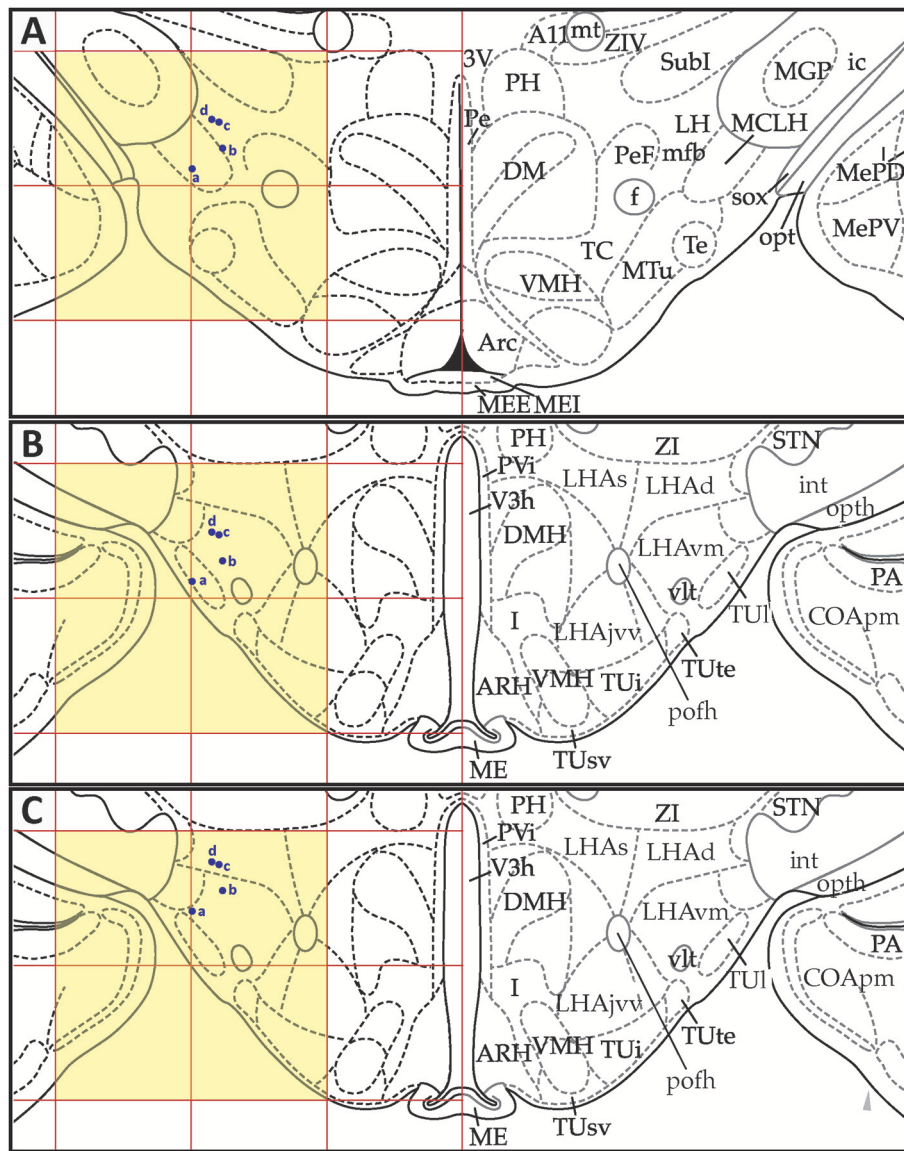 A
A11 mt ZIV
3V
PH
SubI
MGP
ic
d
c
Pe
b
a
LH
MCLH
DM
PeF mfb
MePD
f
sox
opt
MePV
TC
Te
VMH
MTu
Arc
MEE MEI
B
PH
ZI
STN
PVi
LHAs
LHAd
V3h
int
opth
d
c
DMH
LHAvm
b
a
PA
vlt
TUl
COApm
I
LHAjvv
ARH
VMH
TUi
TUte
pofh
ME
TUsv
C
PH
ZI
STN
PVi
LHAs
LHAd
V3h
int
opth
d
c
DMH
LHAvm
b
a
PA
vlt
TUl
COApm
I
LHAjvv
ARH
VMH
TUi
TUte
pofh
ME
TUsv